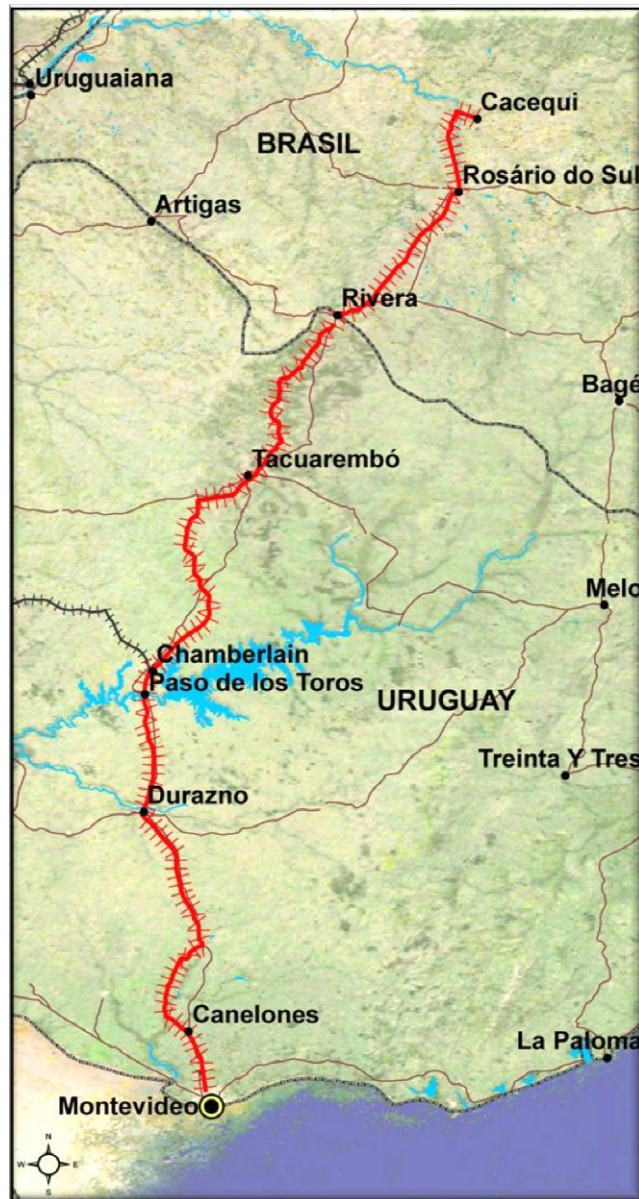 Uruguaiana
Cacequi
BRASIL
Rosário do Sul
Artigas
Rivera
Bagé
Tacuarembó
Melo
Chamberlain
Paso de los Toros
URUGUAY
Treinta Y Tres
Durazno
Canelones
La Paloma
Montevideo
N
W E
S